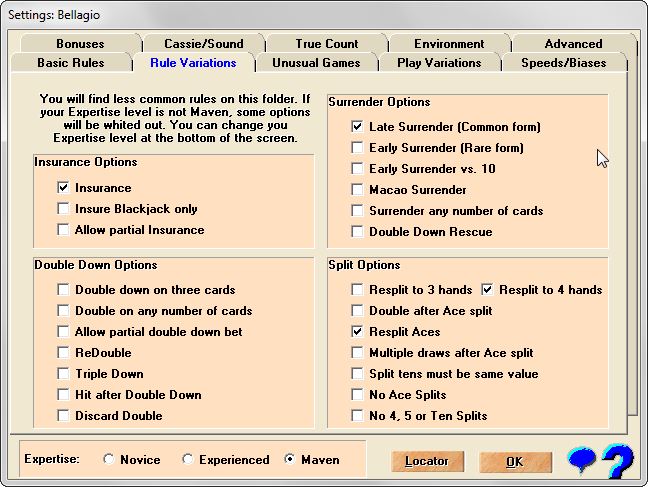 Settings: Bellagio
Bonuses
Cassie/Sound
True Count
Environment
Advanced
Basic Rules
Rule Variations
Unusual Games
Play Variations
Speeds/Biases
You will find less common rules on this folder. If
your Expertise level is not Maven, some options
will be whited out. You can change you
Expertise level at the bottom of the screen.
Insurance Options
Insurance
Insure Blackjack only
Allow partial Insurance
Double Down Options
Double down on three cards
Double on any number of cards
Allow partial double down bet
ReDouble
Triple Down
Hit after Double Down
Discard Double
Surrender Options
Late Surrender (Common form)
Early Surrender (Rare form)
Early Surrender vs. 10
Macao Surrender
Surrender any number of cards
Double Down Rescue
Split Options
Resplit to 3 hands
Resplit to 4 hands
Double after Ace split
Resplit Aces
Multiple draws after Ace split
Split tens must be same value
No Ace Splits
No 4, 5 or Ten Splits
Expertise:
Novice
Experienced
Maven
Locator
OK
?